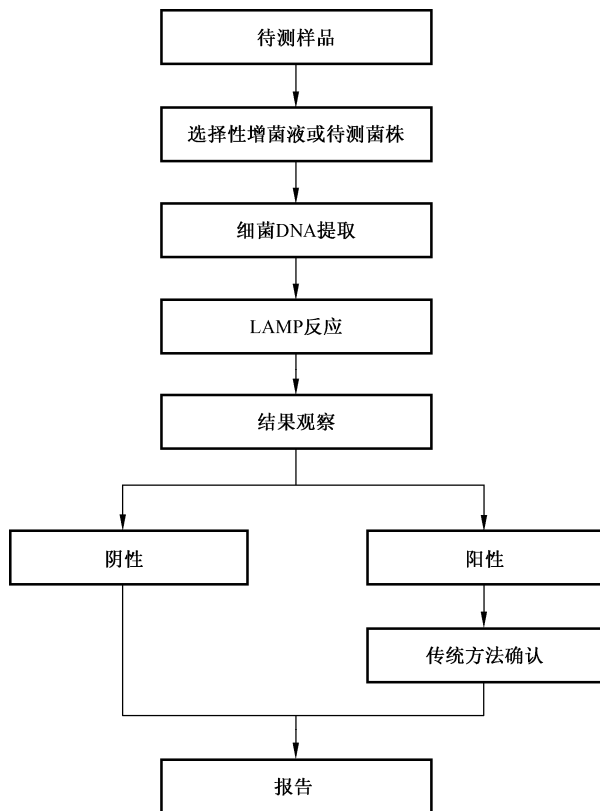 待测样品
选择性增菌液或待测菌株
细菌DNA提取
LAMP反应
结果观察
阴性
阳性
传统方法确认
报告